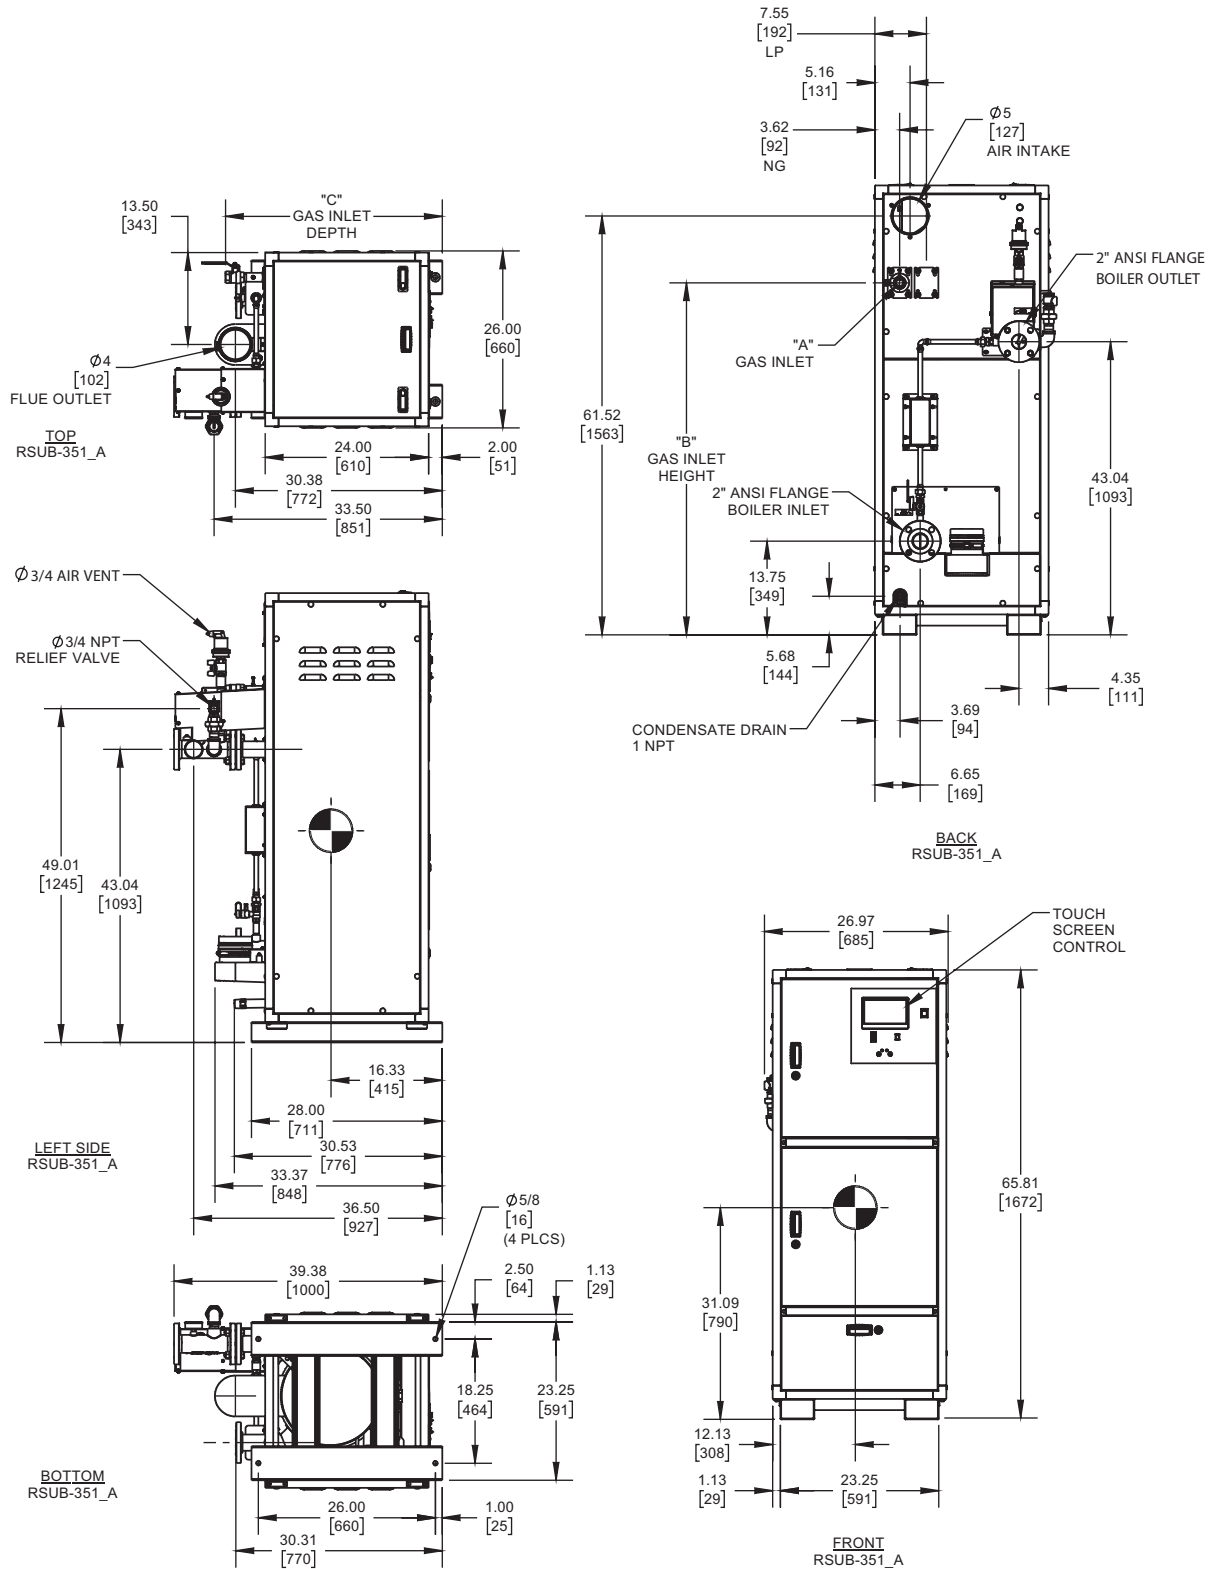 7.55
[192]
LP
5.16
[131]
3.62
[92]
NG
Ø5
[127]
AIR INTAKE
2" ANSI FLANGE
BOILER OUTLET
"A"
GAS INLET
61.52
[1563]
"B"
GAS INLET
HEIGHT
43.04
[1093]
2" ANSI FLANGE
BOILER INLET
13.75
[349]
5.68
[144]
4.35
[111]
CONDENSATE DRAIN
1 NPT
3.69
[94]
6.65
[169]
BACK
RSUB-351_A
13.50
[343]
"C"
GAS INLET
DEPTH
26.00
[660]
Ø4
[102]
FLUE OUTLET
TOP
RSUB-351_A
24.00
[610]
2.00
[51]
30.38
[772]
33.50
[851]
Ø3/4 AIR VENT
Ø3/4 NPT
RELIEF VALVE
49.01
[1245]
43.04
[1093]
16.33
[415]
28.00
[711]
30.53
[776]
33.37
[848]
36.50
[927]
LEFT SIDE
RSUB-351_A
26.97
[685]
TOUCH
SCREEN
CONTROL
65.81
[1672]
31.09
[790]
12.13
[308]
1.13
[29]
23.25
[591]
FRONT
RSUB-351_A
Ø5/8
[16]
(4 PLCS)
39.38
[1000]
2.50
[64]
1.13
[29]
18.25
[464]
23.25
[591]
26.00
[660]
1.00
[25]
30.31
[770]
BOTTOM
RSUB-351_A